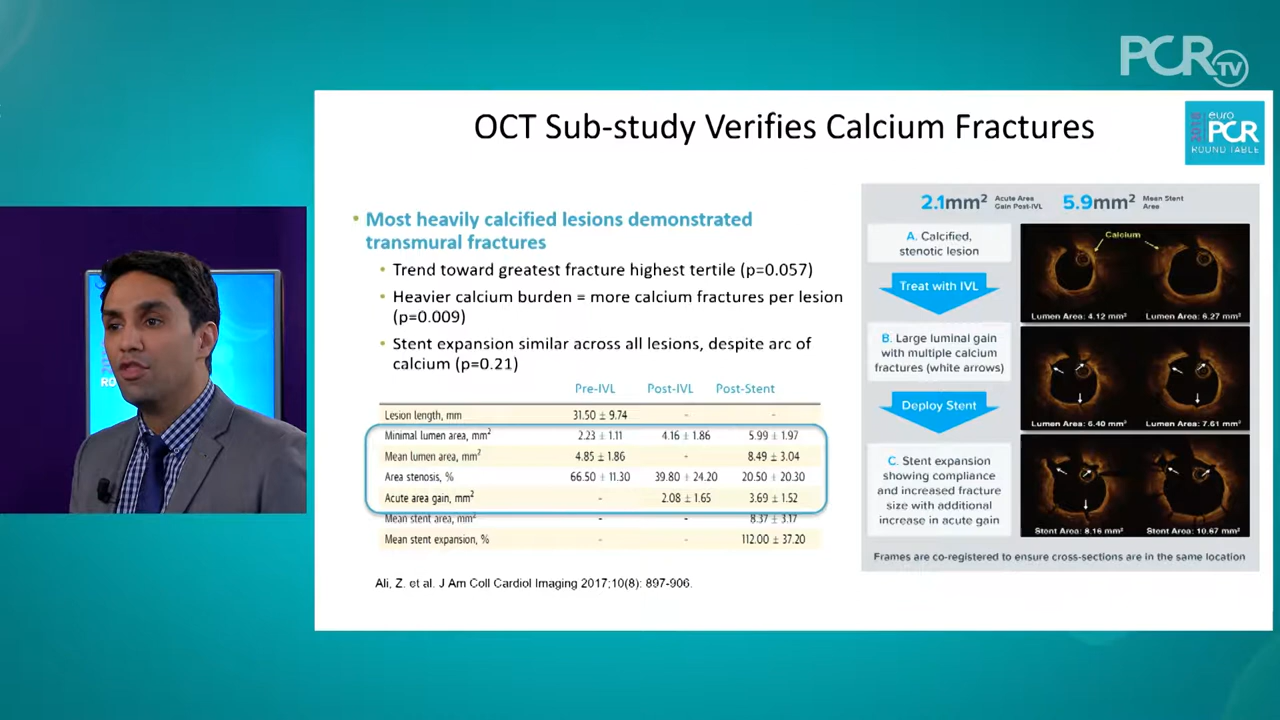 PCR TV
OCT Sub-study Verifies Calcium Fractures
euro
PCR
ROUND TABLE
• Most heavily calcified lesions demonstrated
transmural fractures
• Trend toward greatest fracture highest tertile (p=0.057)
• Heavier calcium burden = more calcium fractures per lesion
(p=0.009)
• Stent expansion similar across all lesions, despite arc of
calcium (p=0.21)
Pre-IVL Post-IVL Post-Stent
Lesion length, mm 31.50 ± 9.74 - -
Minimal lumen area, mm² 2.23 ± 1.11 4.16 ± 1.86 5.99 ± 1.97
Mean lumen area, mm² 4.85 ± 1.86 - 8.49 ± 3.04
Area stenosis, % 66.50 ± 11.30 39.80 ± 24.20 20.50 ± 20.30
Acute area gain, mm² - 2.08 ± 1.65 3.69 ± 1.52
Mean stent area, mm² - - 8.37 ± 3.17
Mean stent expansion, % - - 112.00 ± 37.20
Ali, Z. et al. J Am Coll Cardiol Imaging 2017;10(8): 897-906.
2.1mm² Acute Area
Gain Post-IVL
5.9mm² Mean Stent
Area
A. Calcified,
stenotic lesion
Calcium
Lumen Area: 4.12 mm² Lumen Area: 6.27 mm²
Treat with IVL
B. Large luminal gain
with multiple calcium
fractures (white arrows)
Lumen Area: 6.40 mm² Lumen Area: 7.61 mm²
Deploy Stent
C. Stent expansion
showing compliance
and increased fracture
size with additional
increase in acute gain
Stent Area: 8.16 mm² Stent Area: 10.67 mm²
Frames are co-registered to ensure cross-sections are in the same location